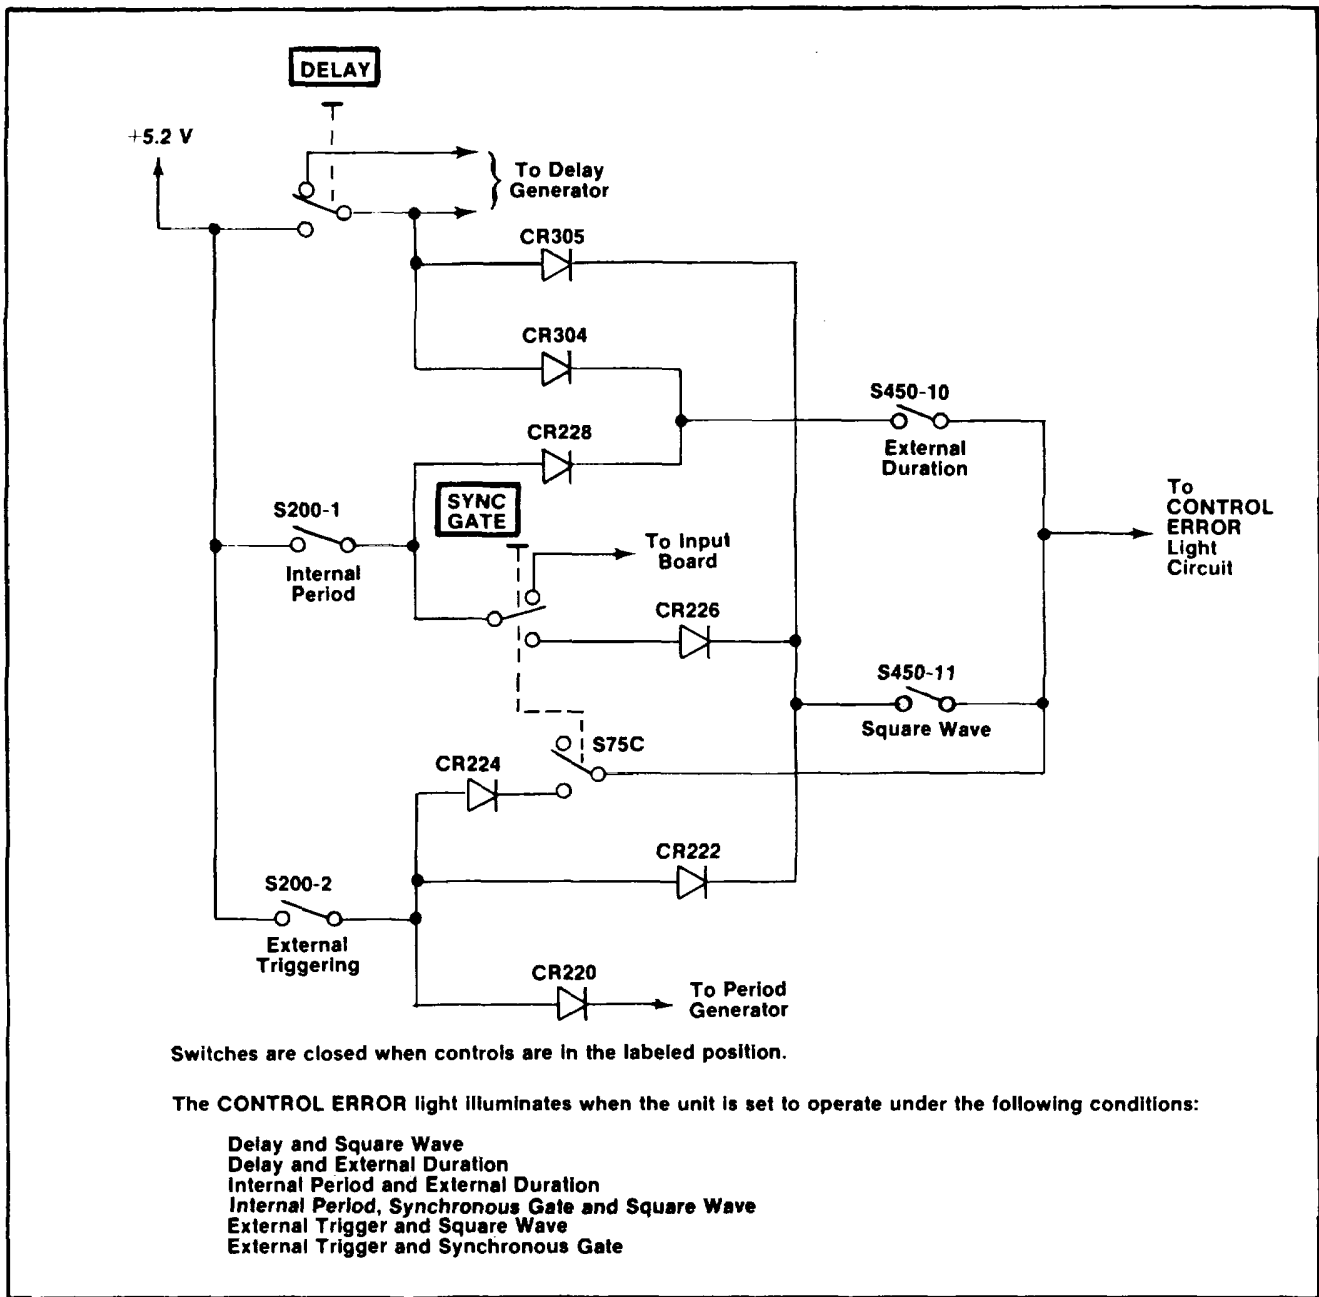 DELAY
+5.2 V
To Delay
Generator
CR305
CR304
S450-10
External
Duration
CR228
SYNC
GATE
S200-1
Internal
Period
To Input
Board
To
CONTROL
ERROR
Light
Circuit
CR226
S450-11
Square Wave
S75C
CR224
CR222
S200-2
External
Triggering
CR220
To Period
Generator
Switches are closed when controls are in the labeled position.
The CONTROL ERROR light illuminates when the unit is set to operate under the following conditions:
Delay and Square Wave
Delay and External Duration
Internal Period and External Duration
Internal Period, Synchronous Gate and Square Wave
External Trigger and Square Wave
External Trigger and Synchronous Gate